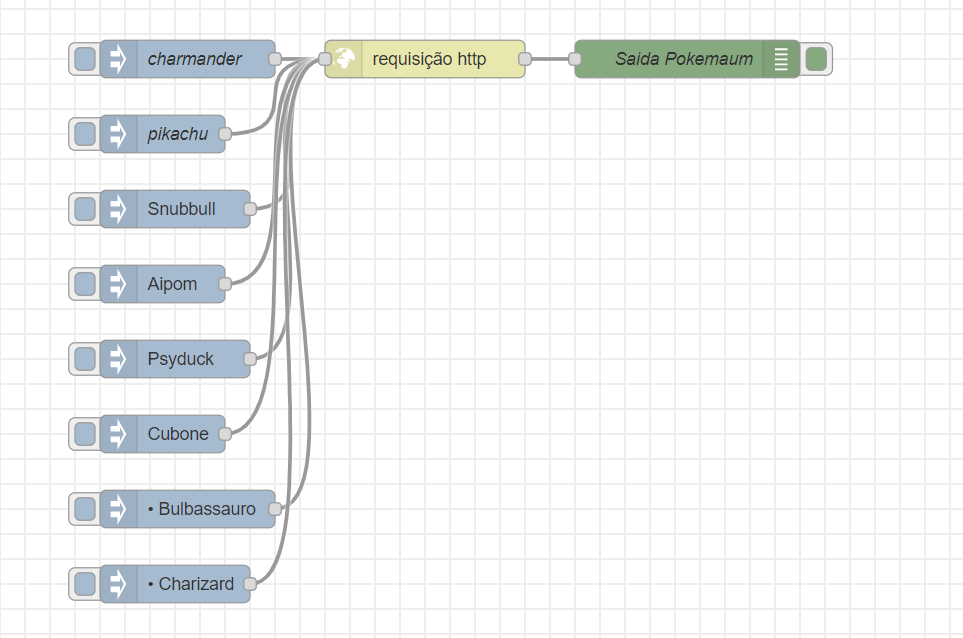 charmander
requisição http
Saida Pokemaum
pikachu
Snubbull
Aipom
Psyduck
Cubone
• Bulbassauro
• Charizard